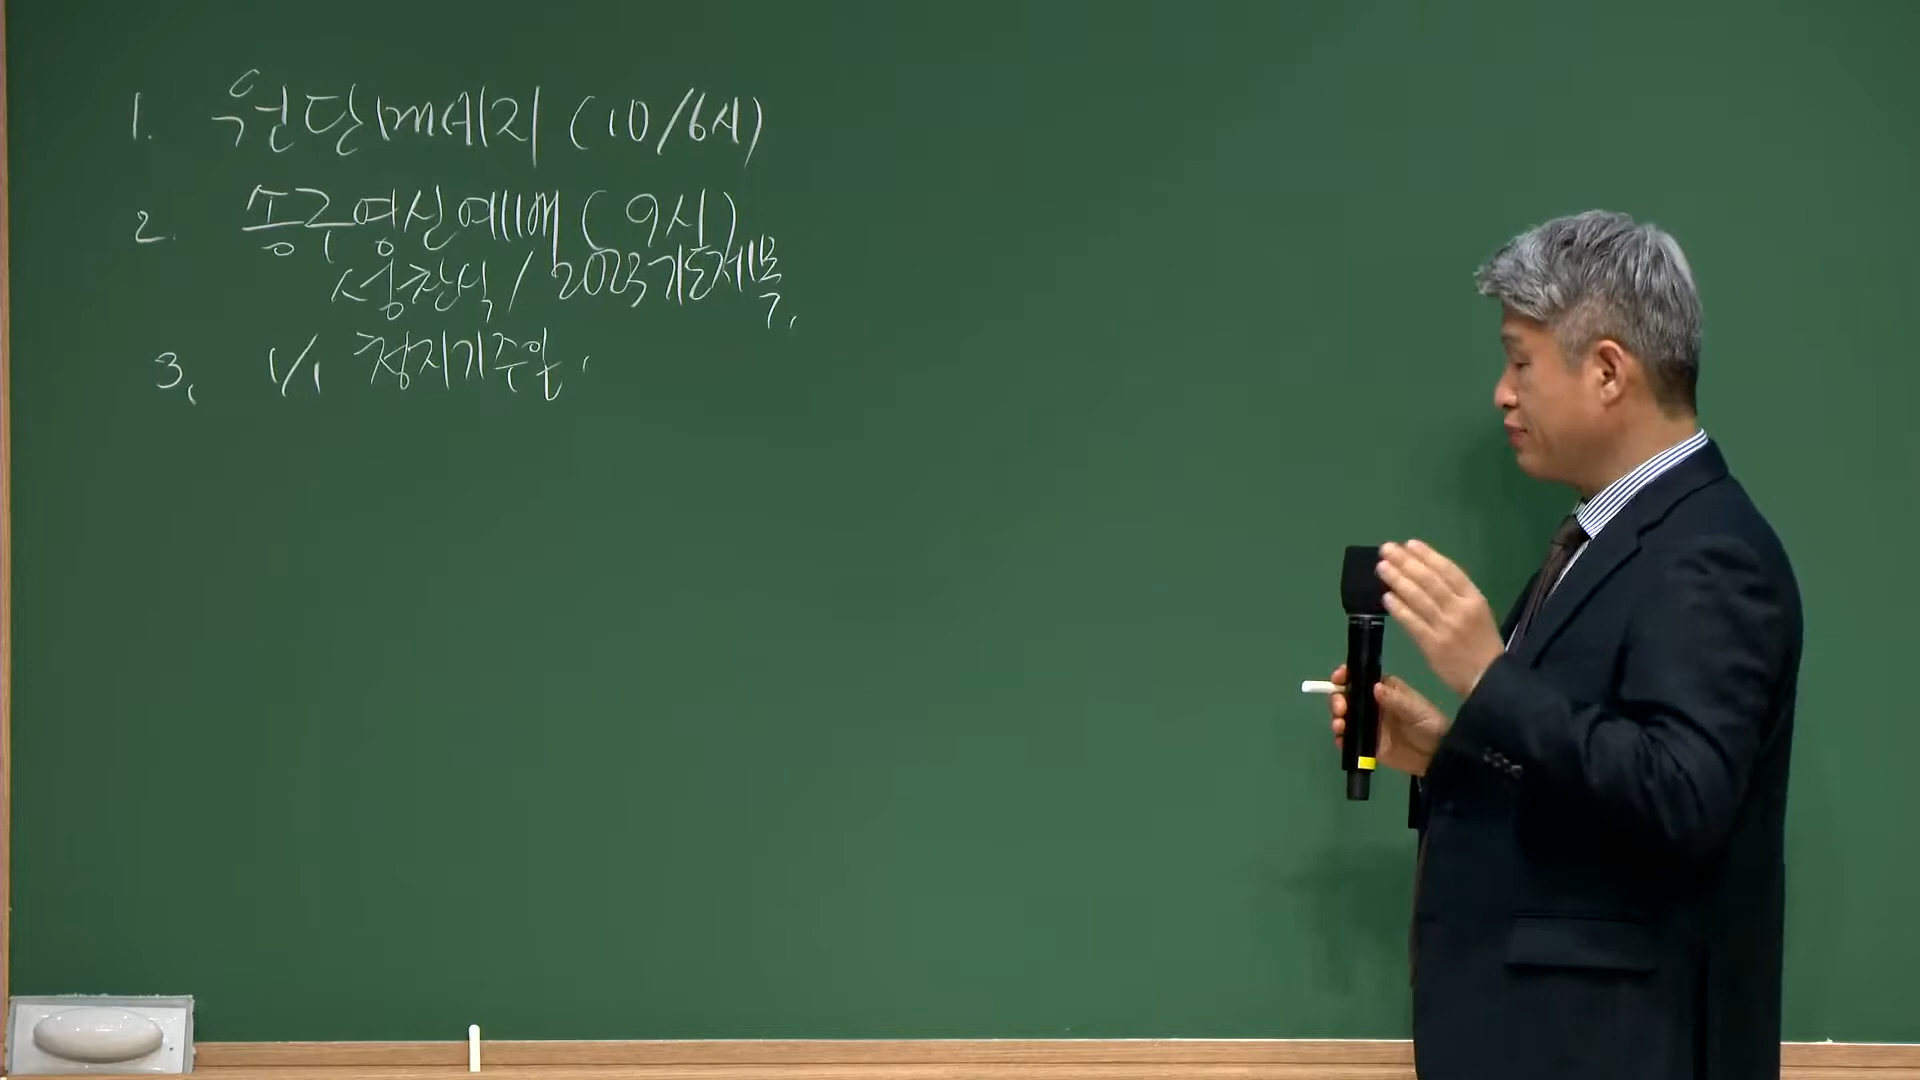 1. 원단메세지 (10/6시)
2. 송구영신예배 (9시)
성찬식 / 2023기도제목.
3. 1/1 청지기주일.